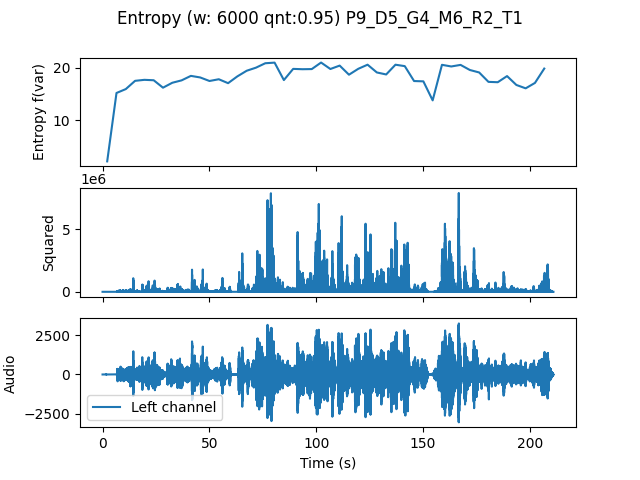 Entropy (w: 6000 qnt:0.95) P9_D5_G4_M6_R2_T1
20
10
Entropy f(var)
1e6
5
0
Squared
2500
0
−2500
Audio
Left channel
0 50 100 150 200
Time (s)